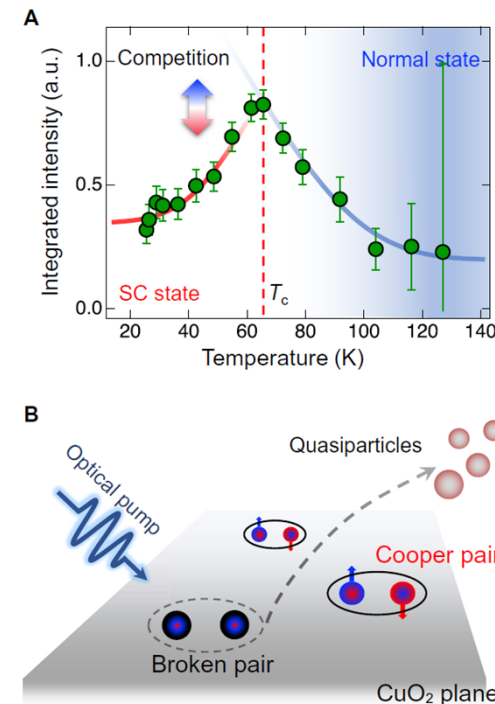 A
Competition
Normal state
Integrated intensity (a.u.)
1.0
0.5
0.0
SC state
Tc
20 40 60 80 100 120 140
Temperature (K)
B
Optical pump
Quasiparticles
Cooper pair
Broken pair
CuO₂ plane